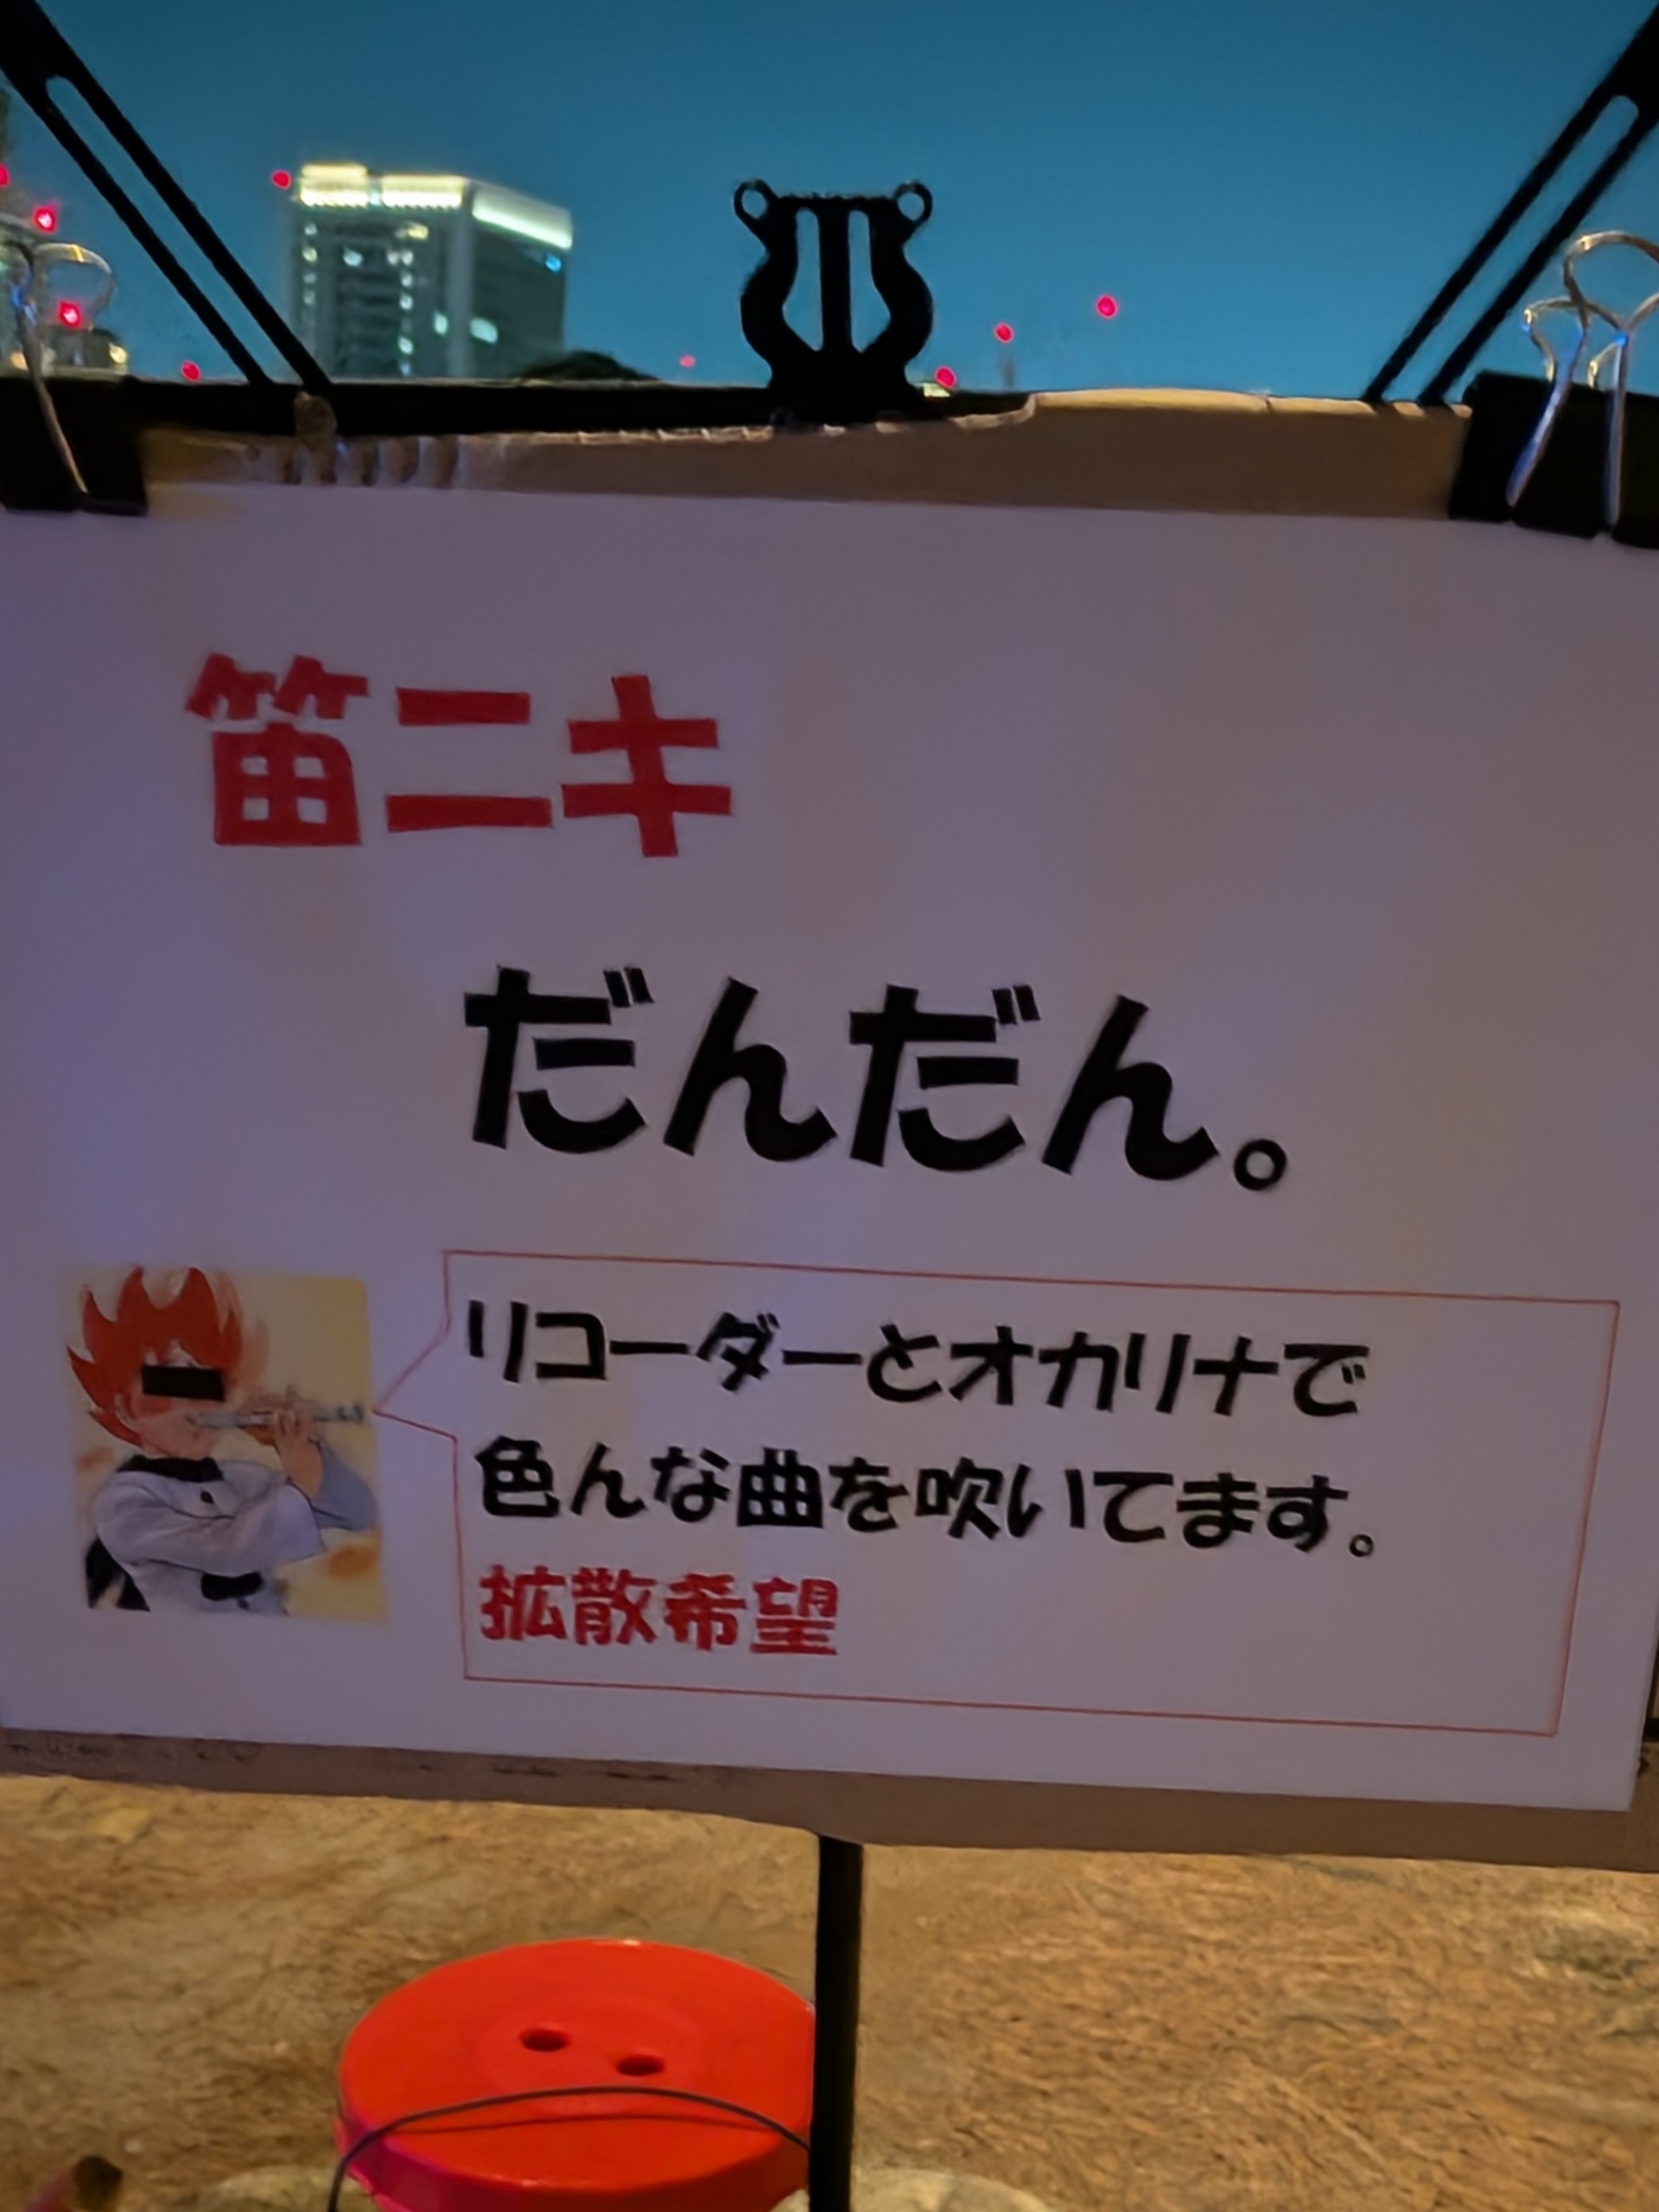 笛ニキ
だんだん。
リコーダーとオカリナで
色んな曲を吹いてます。
拡散希望